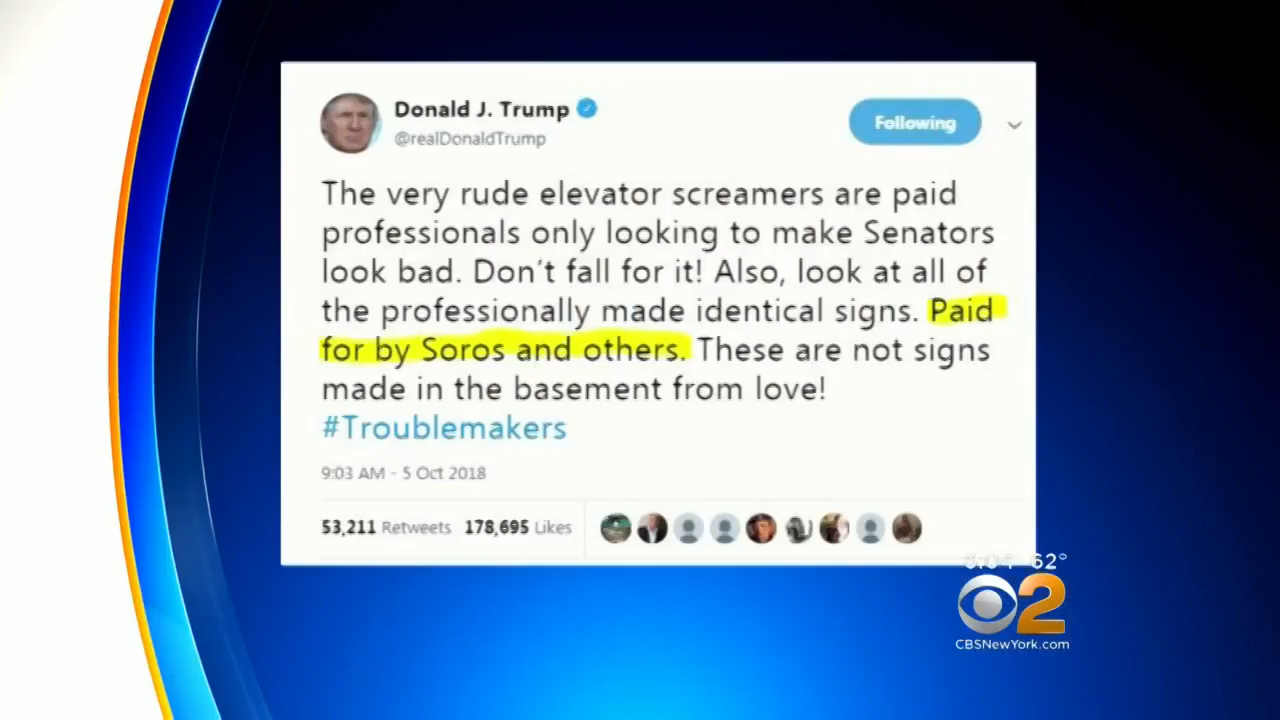 Donald J. Trump
@realDonaldTrump
Following
The very rude elevator screamers are paid
professionals only looking to make Senators
look bad. Don't fall for it! Also, look at all of
the professionally made identical signs. Paid
for by Soros and others. These are not signs
made in the basement from love!
#Troublemakers
9:03 AM - 5 Oct 2018
53,211 Retweets 178,695 Likes
62°
2
CBSNewYork.com